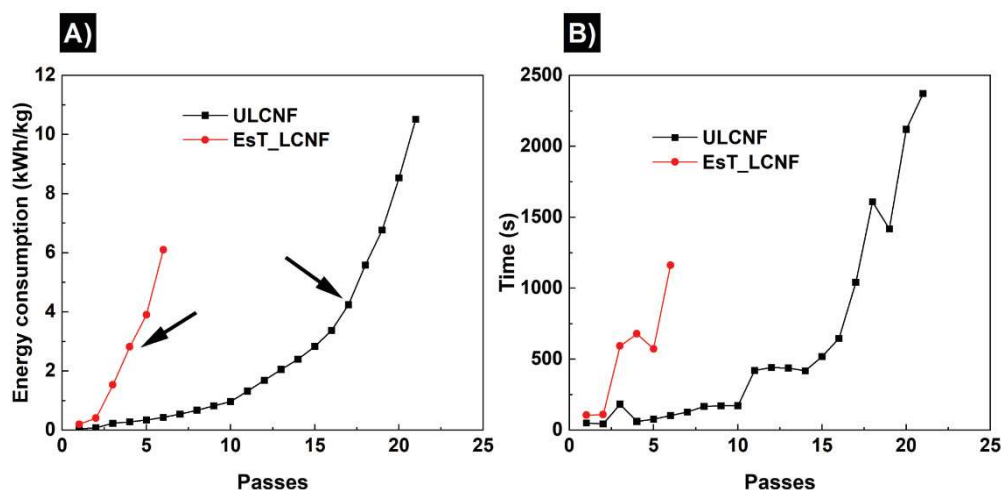 A)
Energy consumption (kWh/kg)
12
10
8
6
4
2
0
ULCNF
EsT_LCNF
0 5 10 15 20 25
Passes
B)
Time (s)
2500
2000
1500
1000
500
0
ULCNF
EsT_LCNF
0 5 10 15 20 25
Passes